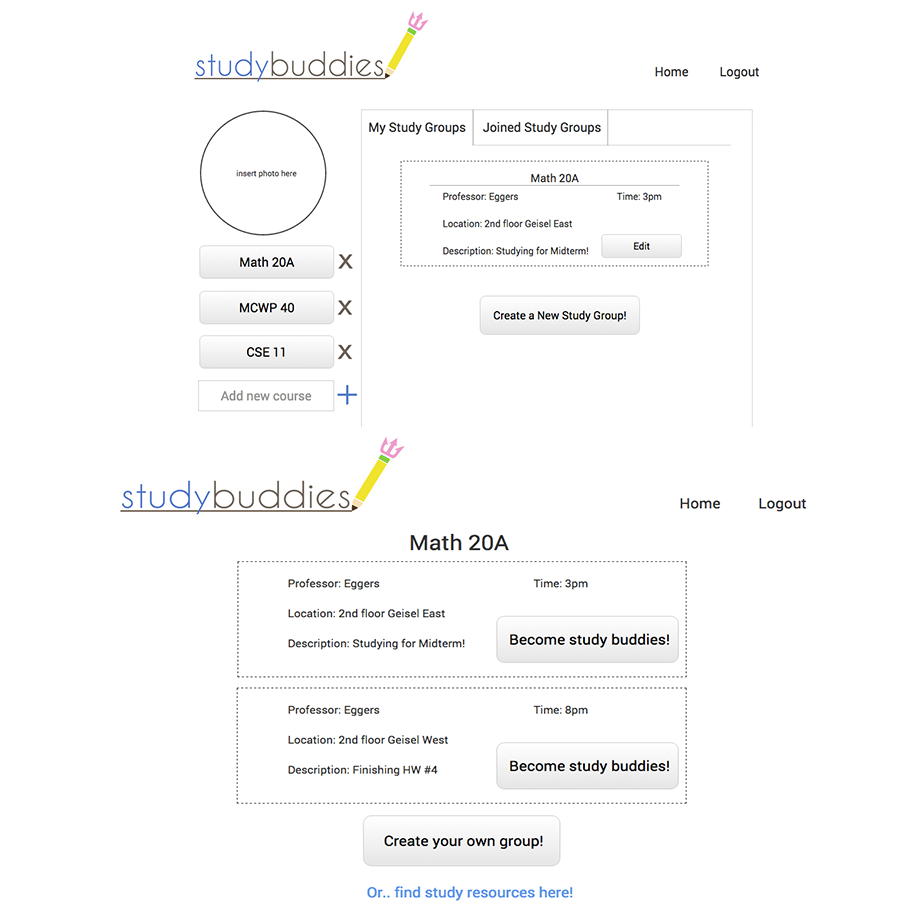 studybuddies
Home Logout
insert photo here
Math 20A X
MCWP 40 X
CSE 11 X
Add new course +
My Study Groups Joined Study Groups
Math 20A
Professor: Eggers Time: 3pm
Location: 2nd floor Geisel East
Description: Studying for Midterm! Edit
Create a New Study Group!
studybuddies
Home Logout
Math 20A
Professor: Eggers Time: 3pm
Location: 2nd floor Geisel East
Description: Studying for Midterm! Become study buddies!
Professor: Eggers Time: 8pm
Location: 2nd floor Geisel West
Description: Finishing HW #4 Become study buddies!
Create your own group!
Or.. find study resources here!